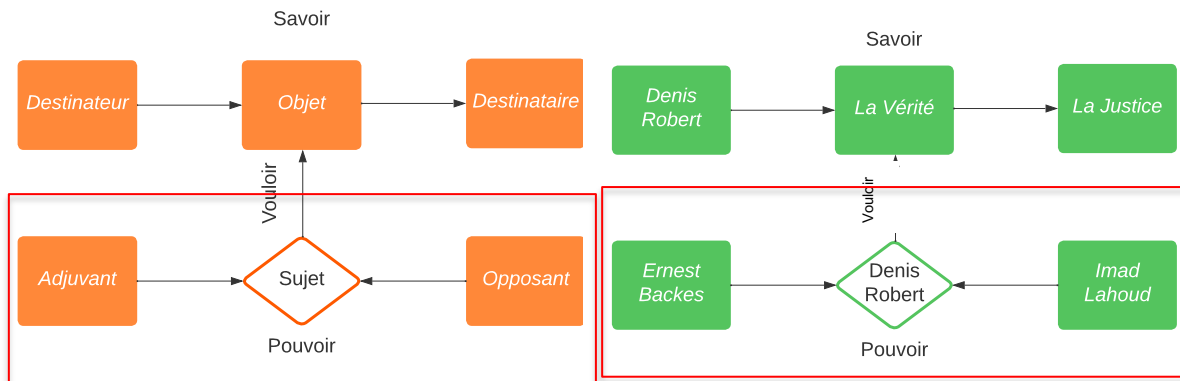 Savoir
Destinateur
Objet
Destinataire
Vouloir
Adjuvant
Sujet
Opposant
Pouvoir
Savoir
Denis
Robert
La Vérité
La Justice
Vouloir
Ernest
Backes
Denis
Robert
Imad
Lahoud
Pouvoir